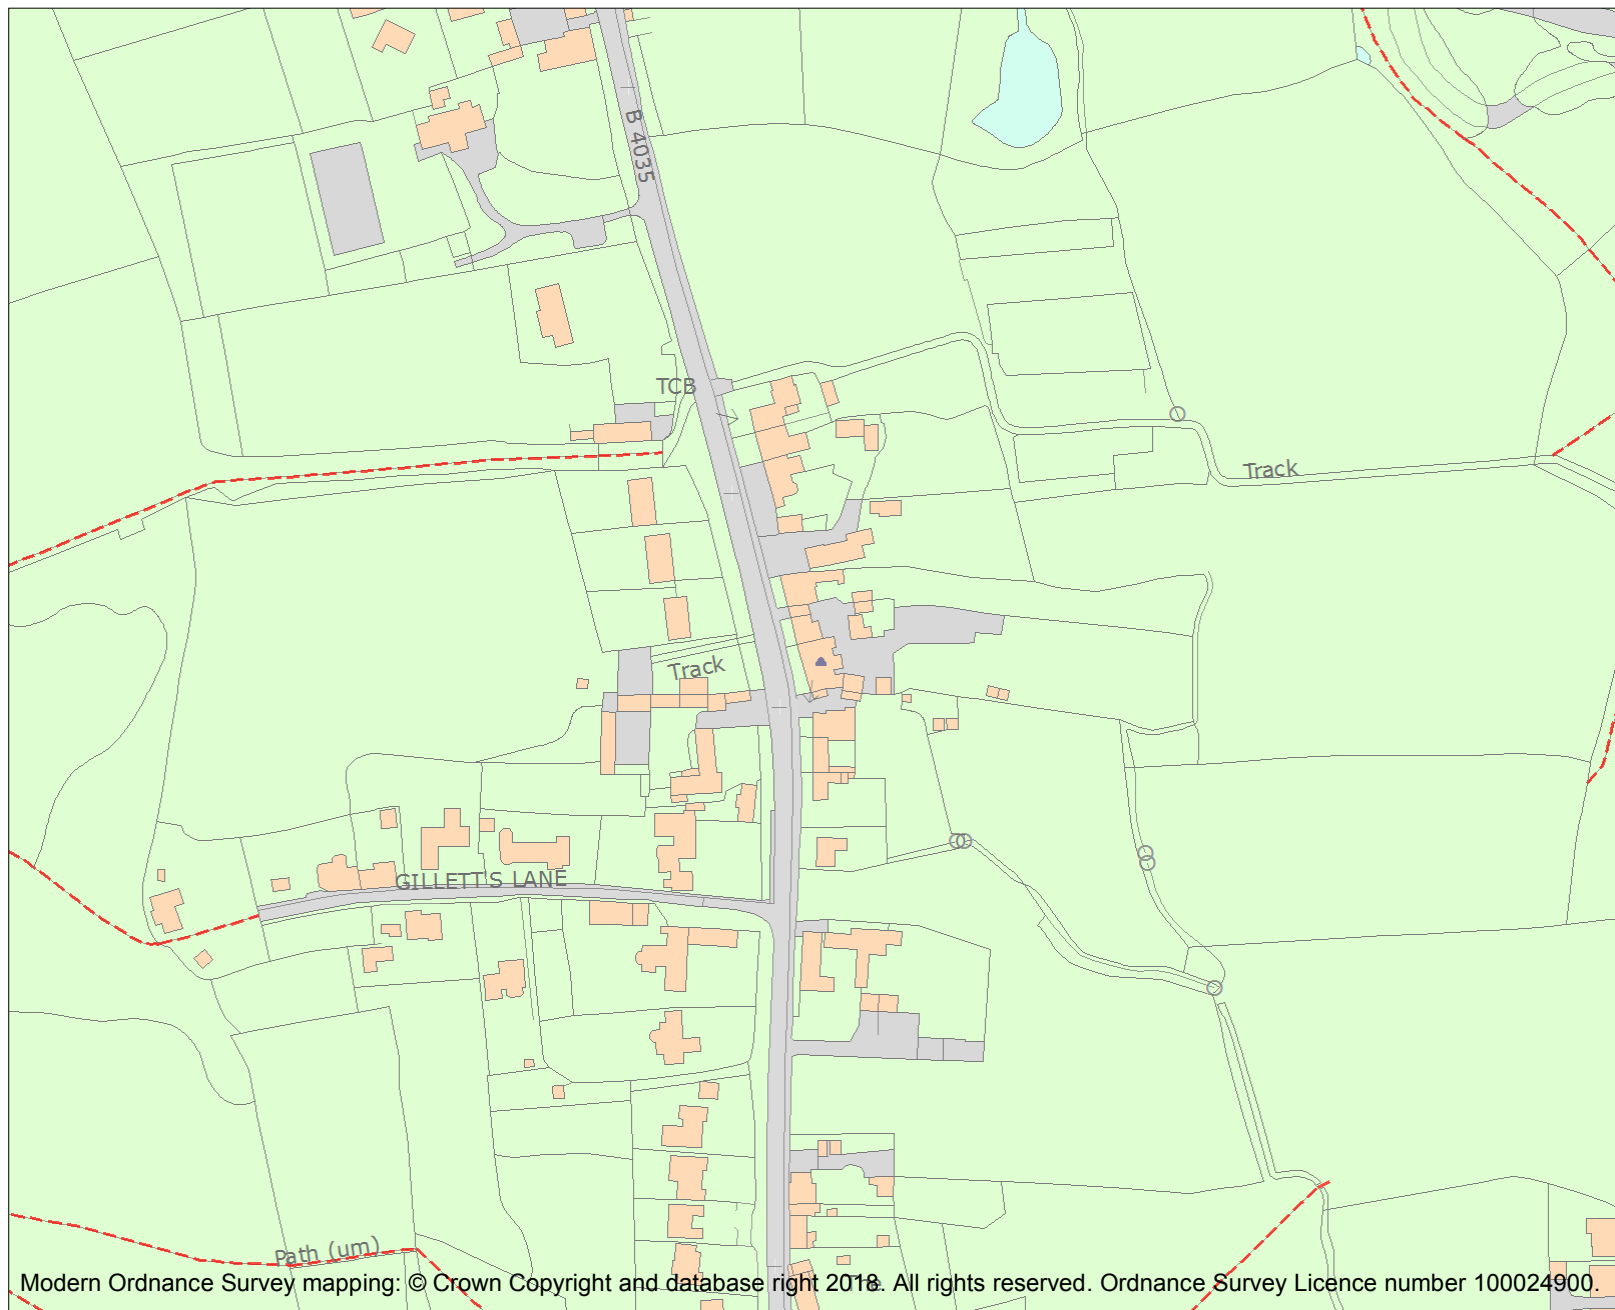 B 4035
TCB
Track
Track
GILLETT'S LANE
Path (um)
The
Modern Ordnance Survey mapping: © Crown Copyright and database right 2018. All rights reserved. Ordnance Survey Licence number 100024900.